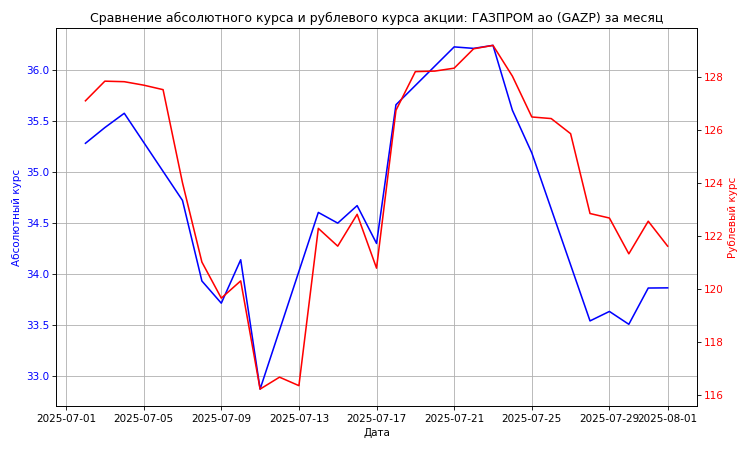 Сравнение абсолютного курса и рублевого курса акции: ГАЗПРОМ ао (GAZP) за месяц
36.0
35.5
35.0
34.5
34.0
33.5
33.0
Абсолютный курс
128
126
124
122
120
118
116
Рублевый курс
2025-07-01 2025-07-05 2025-07-09 2025-07-13 2025-07-17 2025-07-21 2025-07-25 2025-07-29 2025-08-01
Дата